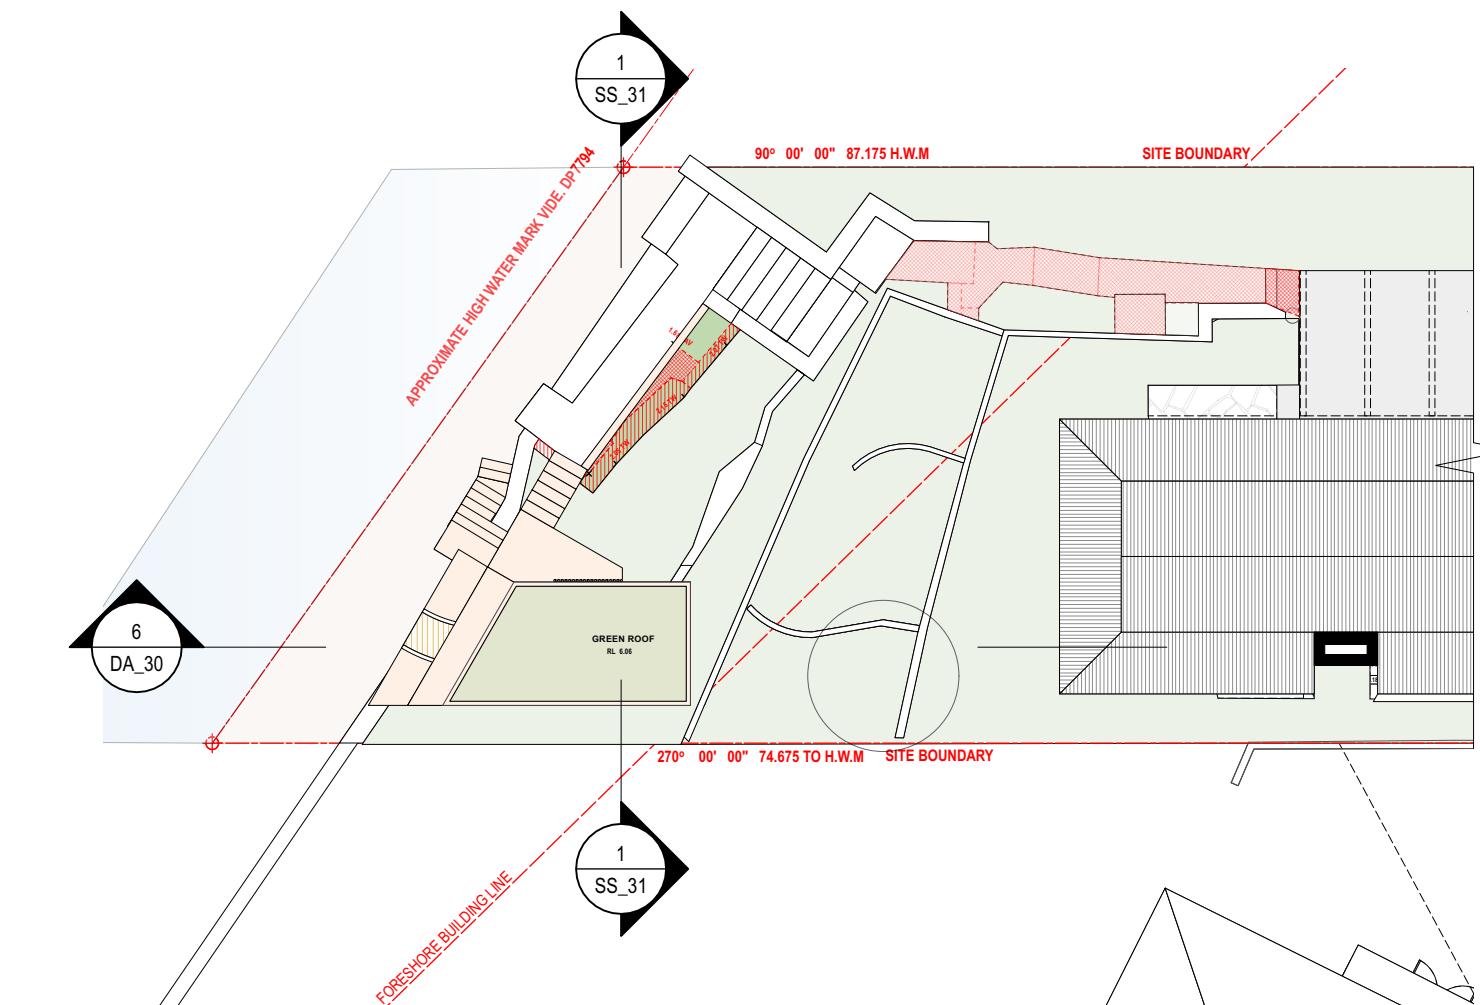 1
SS_31
90° 00' 00" 87.175 H.W.M
SITE BOUNDARY
APPROXIMATE HIGH WATER MARK VIDE. DP7794
GREEN ROOF
RL 6.06
6
DA_30
270° 00' 00" 74.675 TO H.W.M
SITE BOUNDARY
1
SS_31
FORESHORE BUILDING LINE